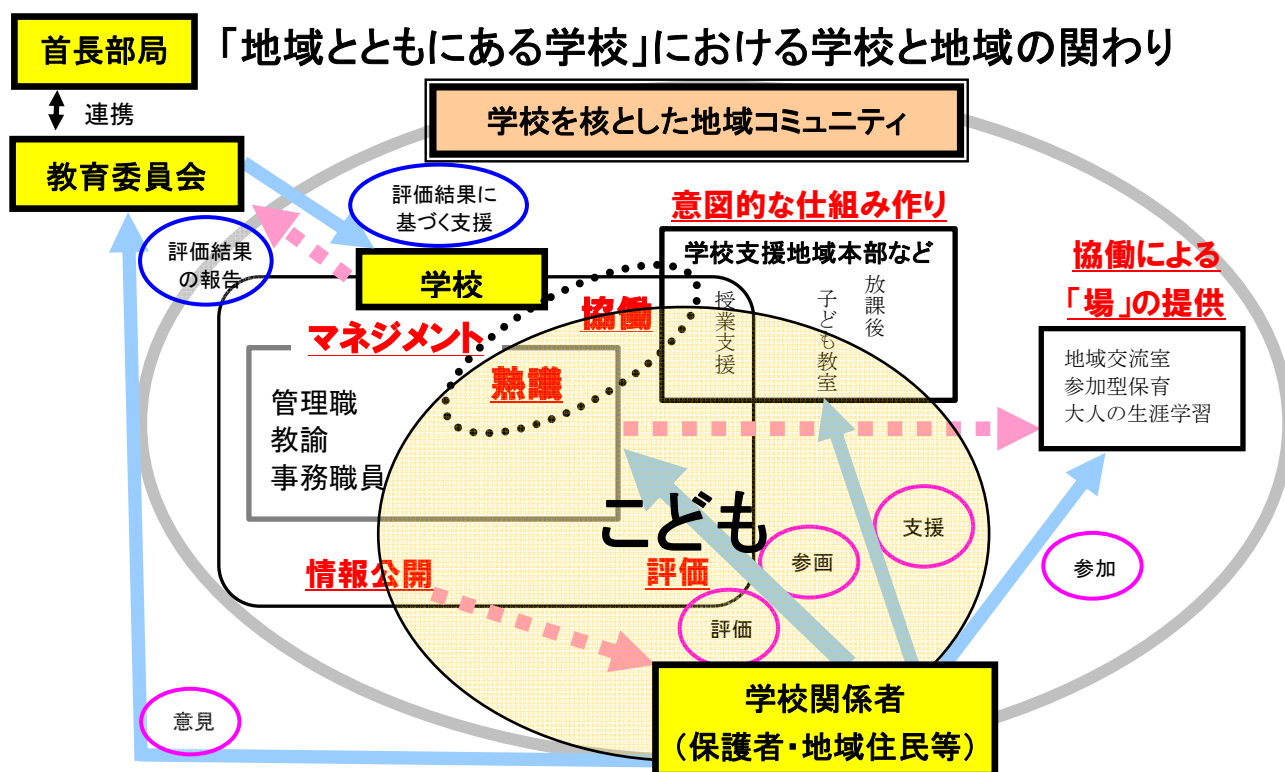 首長部局
「地域とともにある学校」における学校と地域の関わり
連携
学校を核とした地域コミュニティ
教育委員会
評価結果に
基づく支援
評価結果
の報告
意図的な仕組み作り
学校支援地域本部など
授業支援
放課後
子ども教室
協働による
「場」の提供
地域交流室
参加型保育
大人の生涯学習
学校
協働
マネジメント
熟議
管理職
教諭
事務職員
こども
情報公開
評価
支援
参画
参加
評価
意見
学校関係者
（保護者・地域住民等）